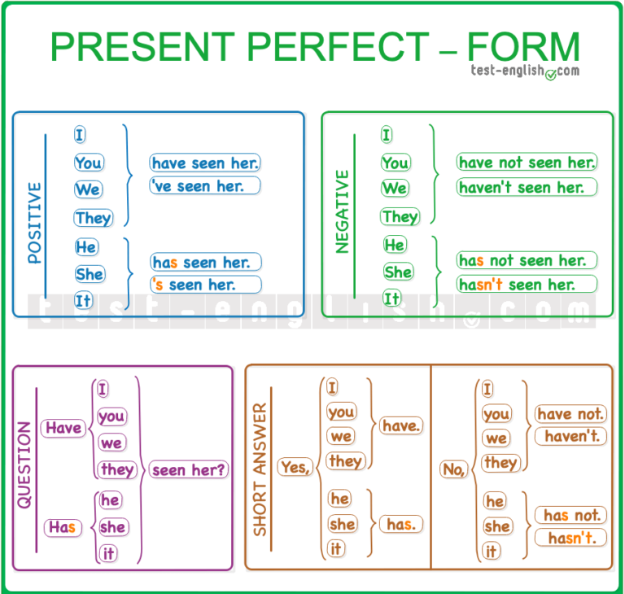 PRESENT PERFECT – FORM
test-english.com
POSITIVE
I
You
We
They
have seen her.
've seen her.
He
She
It
has seen her.
's seen her.
NEGATIVE
I
You
We
They
have not seen her.
haven't seen her.
He
She
It
has not seen her.
hasn't seen her.
test-english.com
QUESTION
Have
I
you
we
they
Has
he
she
it
seen her?
SHORT ANSWER
Yes,
I
you
we
they
have.
he
she
it
has.
No,
I
you
we
they
have not.
haven't.
he
she
it
has not.
hasn't.